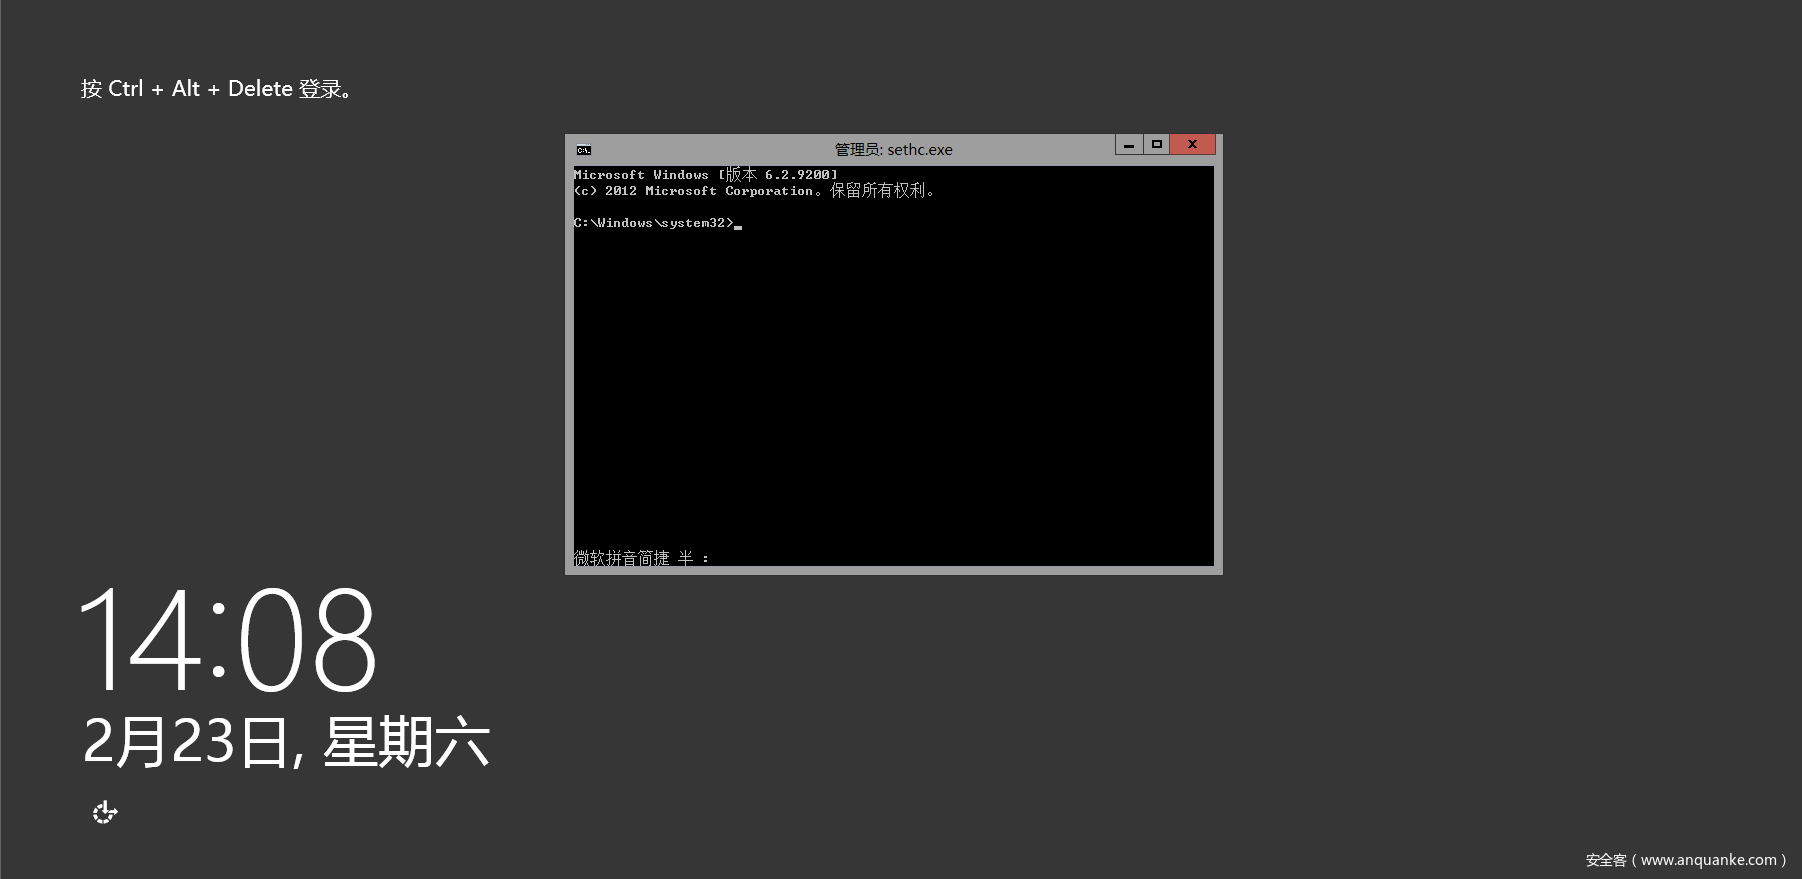 按 Ctrl + Alt + Delete 登录。
管理员: sethc.exe
Microsoft Windows [版本 6.2.9200]
(c) 2012 Microsoft Corporation。保留所有权利。
C:\Windows\system32>
微软拼音简捷 半 :
14:08
2月23日, 星期六
安全客 ( www.anquanke.com )